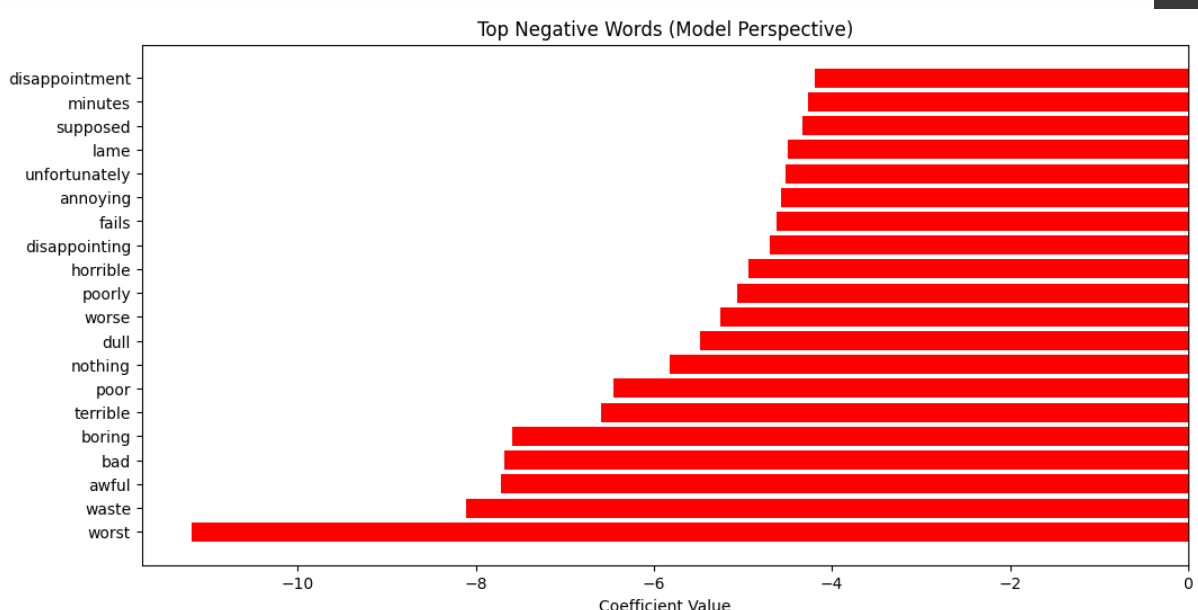 Top Negative Words (Model Perspective)
disappointment
minutes
supposed
lame
unfortunately
annoying
fails
disappointing
horrible
poorly
worse
dull
nothing
poor
terrible
boring
bad
awful
waste
worst
−10 −8 −6 −4 −2 0
Coefficient Value